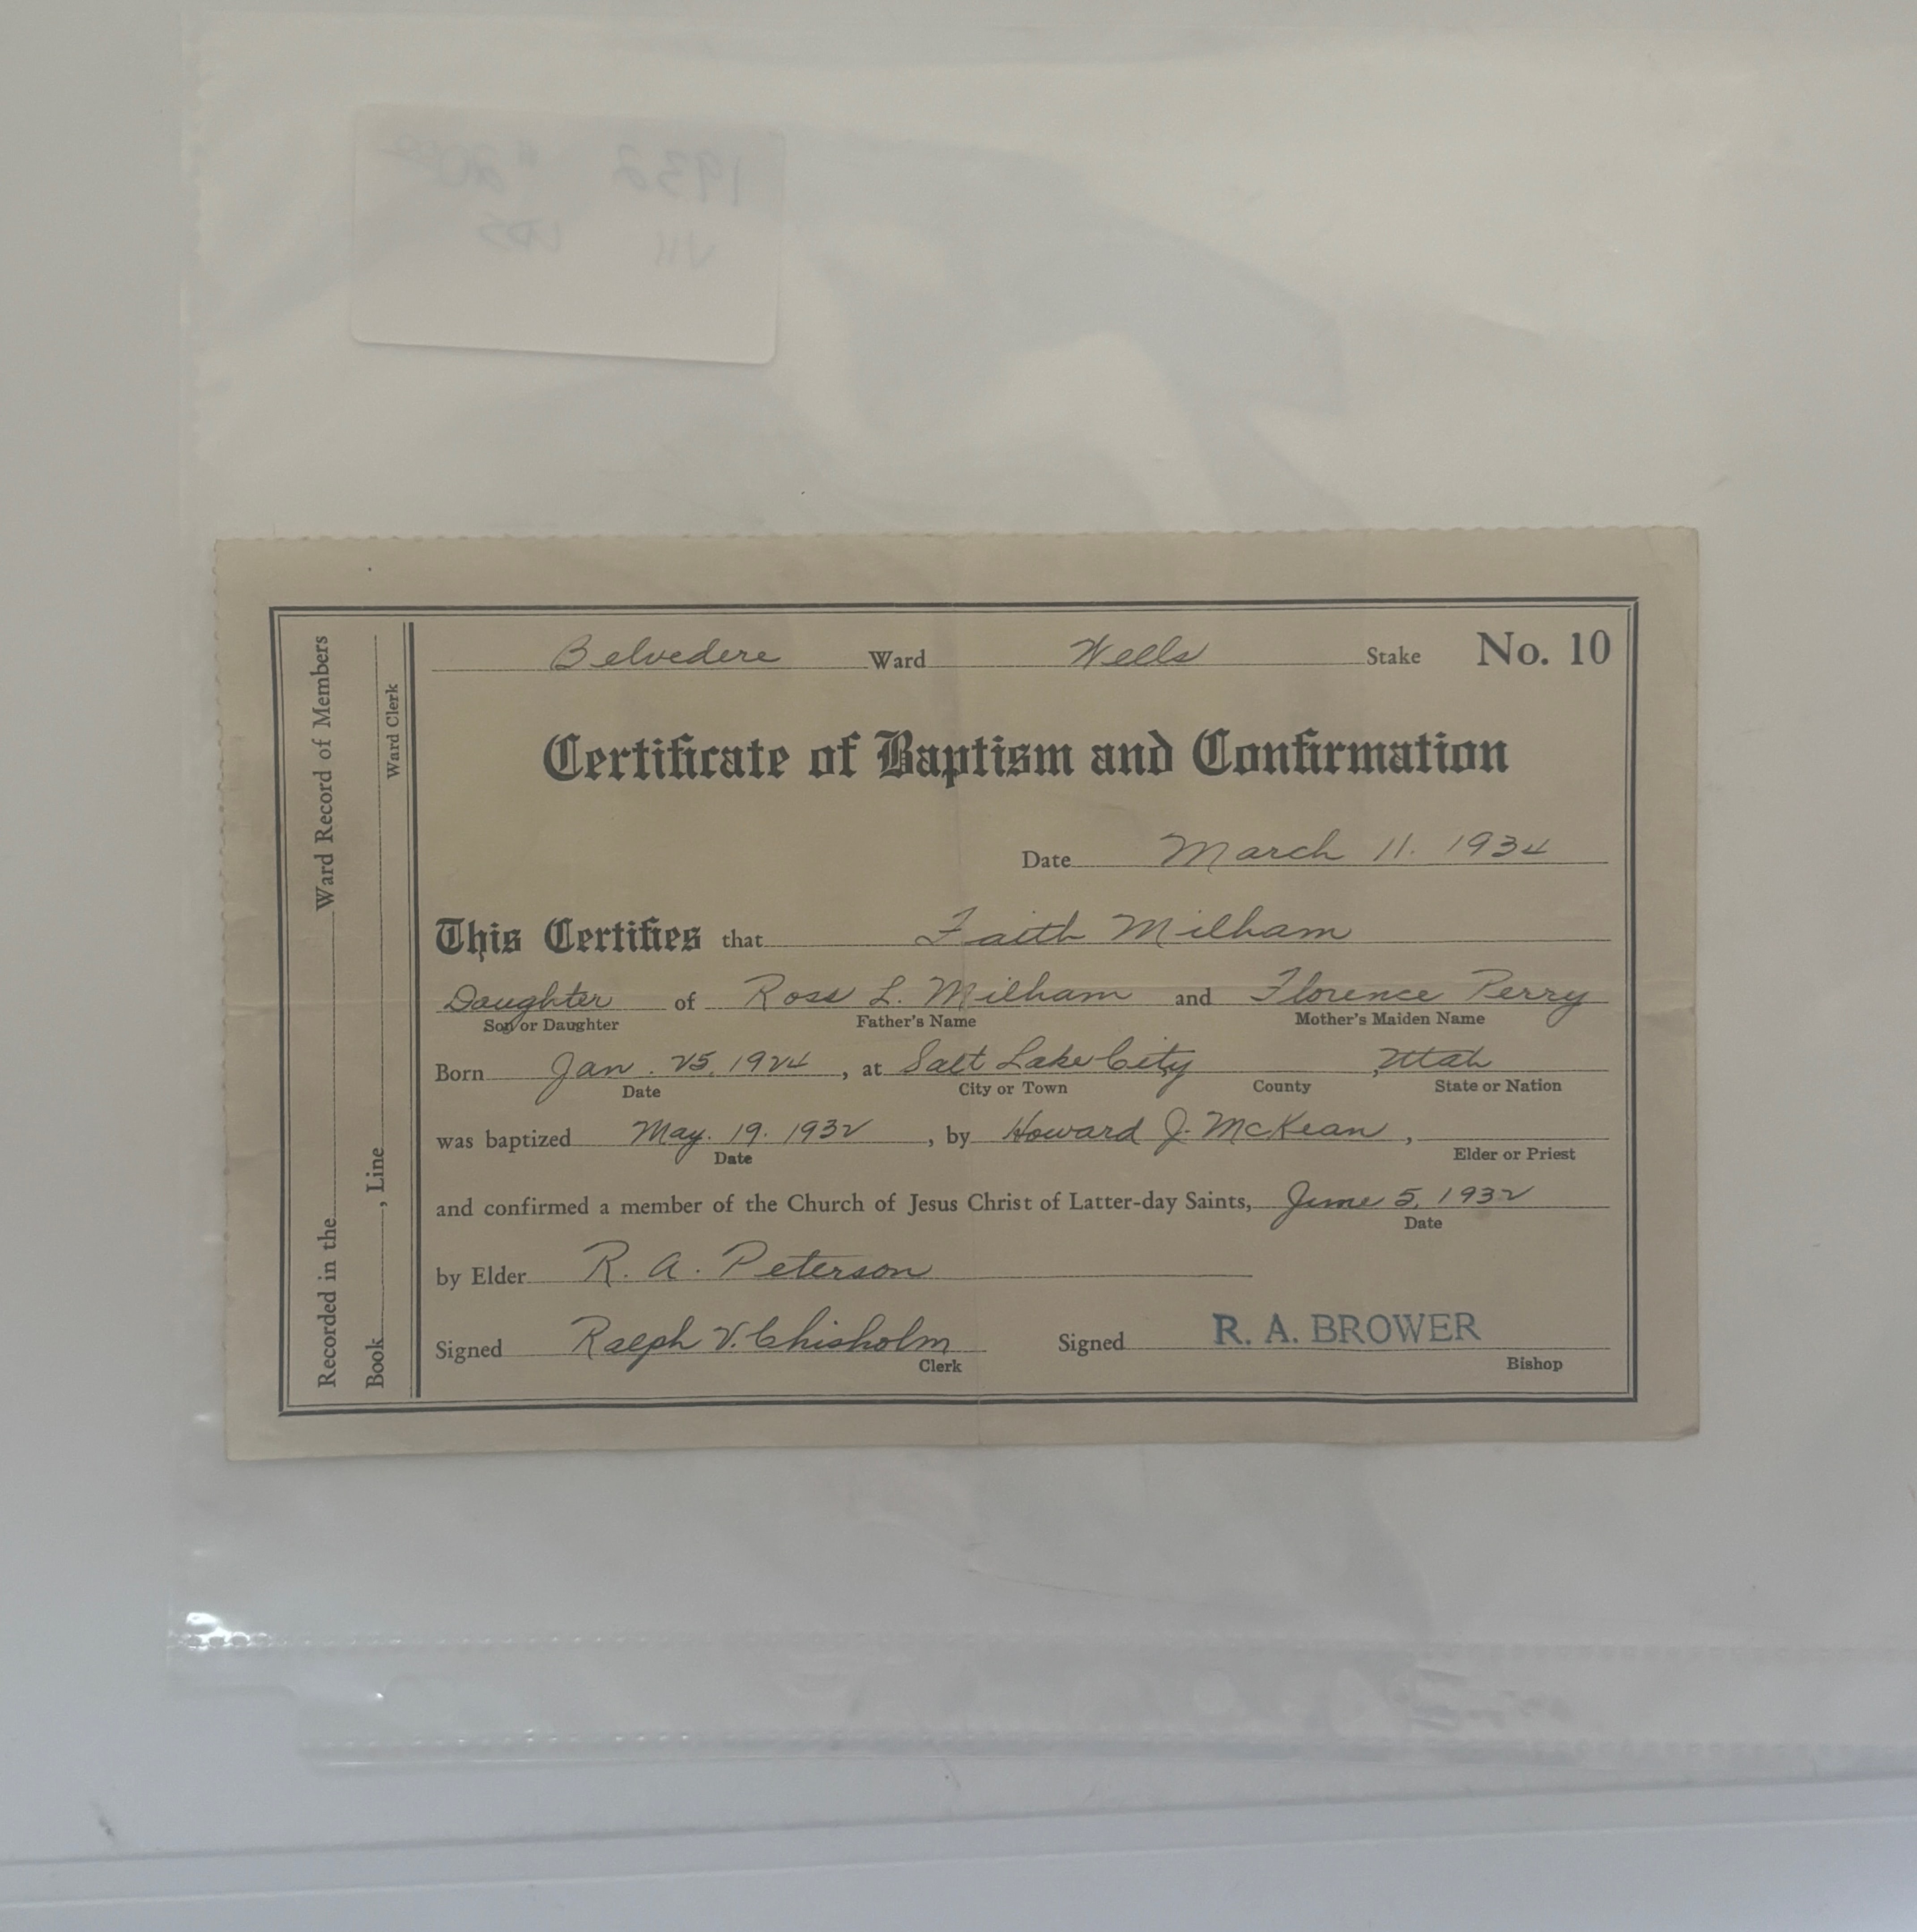 1932 $20.00
VH LDS
Belvedere Ward Wells Stake No. 10
Certificate of Baptism and Confirmation
Date March 11. 1934
This Certifies that Faith Milham
Daughter of Ross L. Milham and Florence Perry
Son or Daughter Father's Name Mother's Maiden Name
Born Jan. 25, 1924, at Salt Lake City, Utah
Date City or Town County State or Nation
was baptized May. 19. 1932, by Howard J. McKean,
Date Elder or Priest
and confirmed a member of the Church of Jesus Christ of Latter-day Saints, June 5, 1932
Date
by Elder R. A. Peterson
Signed Ralph V. Chisholm Signed R. A. BROWER
Clerk Bishop
Recorded in the Ward Record of Members
Book , Line
Ward Clerk